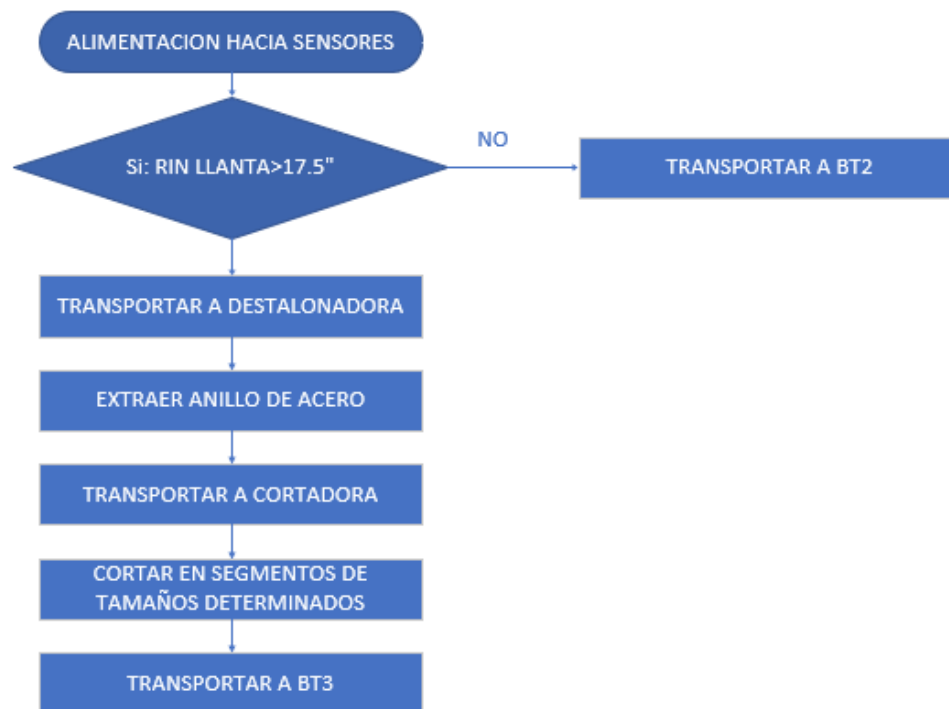 ALIMENTACION HACIA SENSORES
Si: RIN LLANTA>17.5"
NO
TRANSPORTAR A BT2
TRANSPORTAR A DESTALONADORA
EXTRAER ANILLO DE ACERO
TRANSPORTAR A CORTADORA
CORTAR EN SEGMENTOS DE
TAMAÑOS DETERMINADOS
TRANSPORTAR A BT3